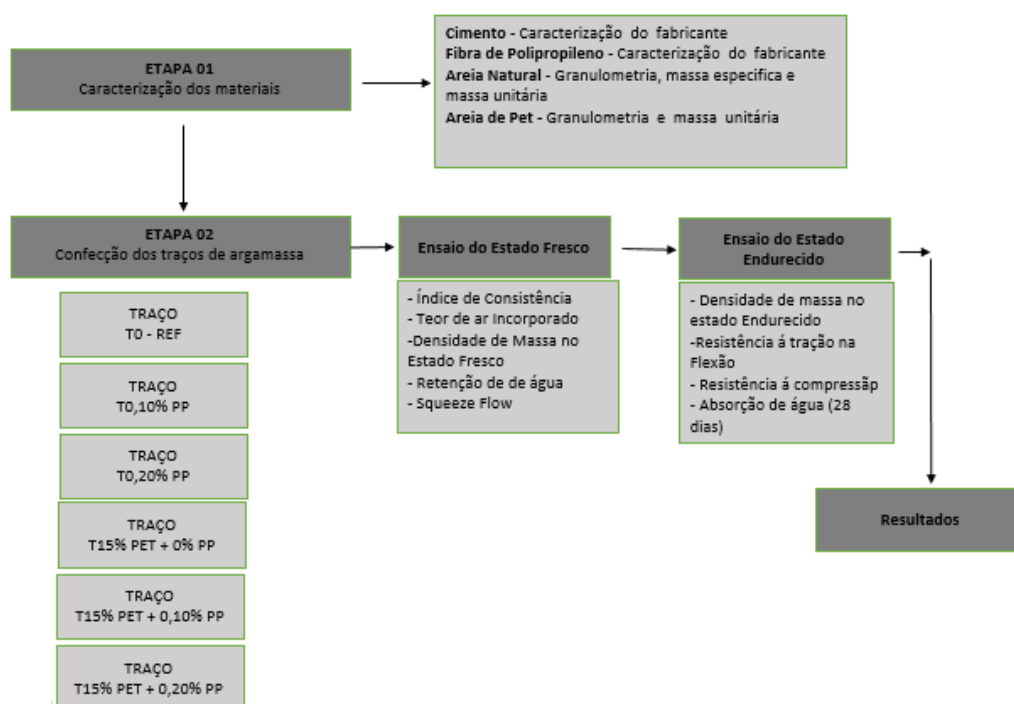 ETAPA 01
Caracterização dos materiais
Cimento - Caracterização do fabricante
Fibra de Polipropileno - Caracterização do fabricante
Areia Natural - Granulometria, massa especifica e
massa unitária
Areia de Pet - Granulometria e massa unitária
ETAPA 02
Confecção dos traços de argamassa
TRAÇO
T0 - REF
TRAÇO
T0,10% PP
TRAÇO
T0,20% PP
TRAÇO
T15% PET + 0% PP
TRAÇO
T15% PET + 0,10% PP
TRAÇO
T15% PET + 0,20% PP
Ensaio do Estado Fresco
- Índice de Consistência
- Teor de ar Incorporado
-Densidade de Massa no
Estado Fresco
- Retenção de de água
- Squeeze Flow
Ensaio do Estado
Endurecido
- Densidade de massa no
estado Endurecido
-Resistência á tração na
Flexão
- Resistência á compressãp
- Absorção de água (28
dias)
Resultados